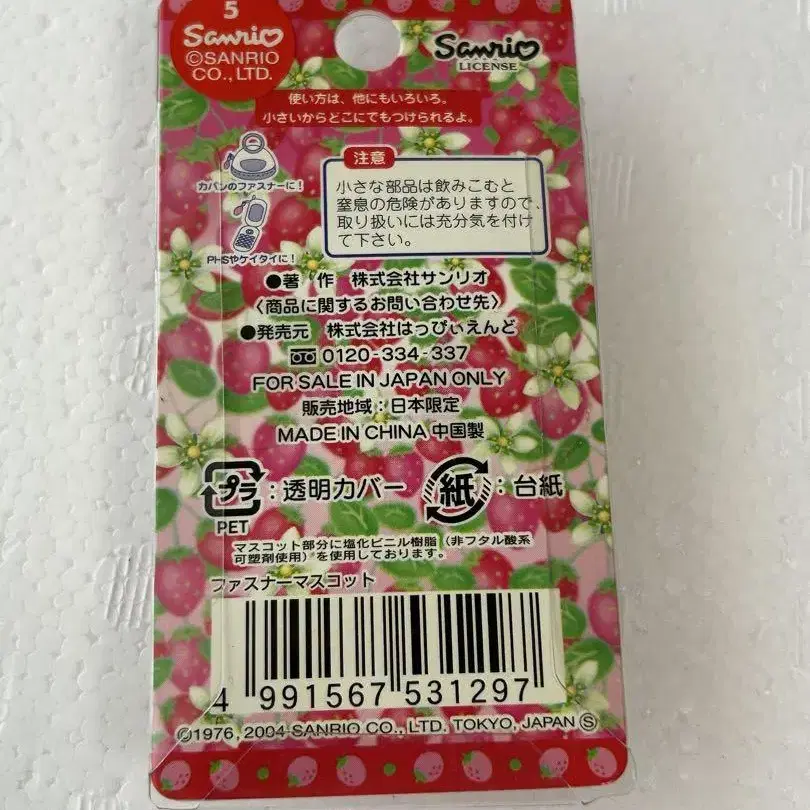 5
Sanrio
©SANRIO
CO., LTD.
Sanrio
LICENSE
使い方は、他にもいろいろ。
小さいからどこにでもつけられるよ。
カバンのファスナーに!
PHSやケイタイに!
注意
小さな部品は飲みこむと
窒息の危険がありますので、
取り扱いには充分気を付け
て下さい。
●著 作 株式会社サンリオ
〈商品に関するお問い合わせ先〉
●発売元 株式会社はっぴぃえんど
0120-334-337
FOR SALE IN JAPAN ONLY
販売地域:日本限定
MADE IN CHINA 中国製
プラ:透明カバー 紙:台紙
PET
マスコット部分に塩化ビニル樹脂(非フタル酸系
可塑剤使用)を使用しております。
ファスナーマスコット
4 991567 531297
©1976, 2004 SANRIO CO., LTD. TOKYO, JAPAN Ⓢ